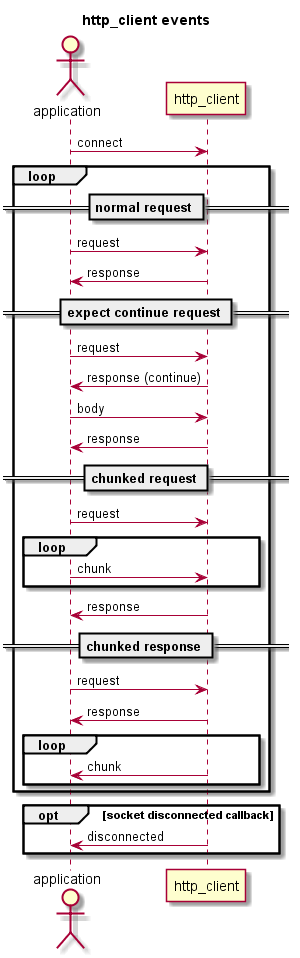 http_client events
application
http_client
connect
loop
normal request
request
response
expect continue request
request
response (continue)
body
response
chunked request
request
loop
chunk
response
chunked response
request
response
loop
chunk
opt [socket disconnected callback]
disconnected
application
http_client